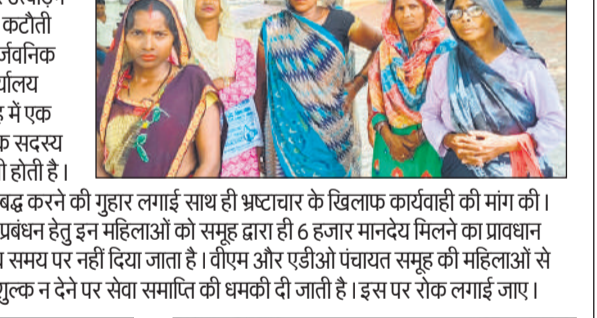 कटौती
र्जवनिक
र्यालय
में एक
क सदस्य
ी होती है।
बद्ध करने की गुहार लगाई साथ ही भ्रष्टाचार के खिलाफ कार्यवाही की मांग की।
प्रबंधन हेतु इन महिलाओं को समूह द्वारा ही 6 हजार मानदेय मिलने का प्रावधान
समय पर नहीं दिया जाता है। वीएम और एडीओ पंचायत समूह की महिलाओं से
शुल्क न देने पर सेवा समाप्ति की धमकी दी जाती है। इस पर रोक लगाई जाए।